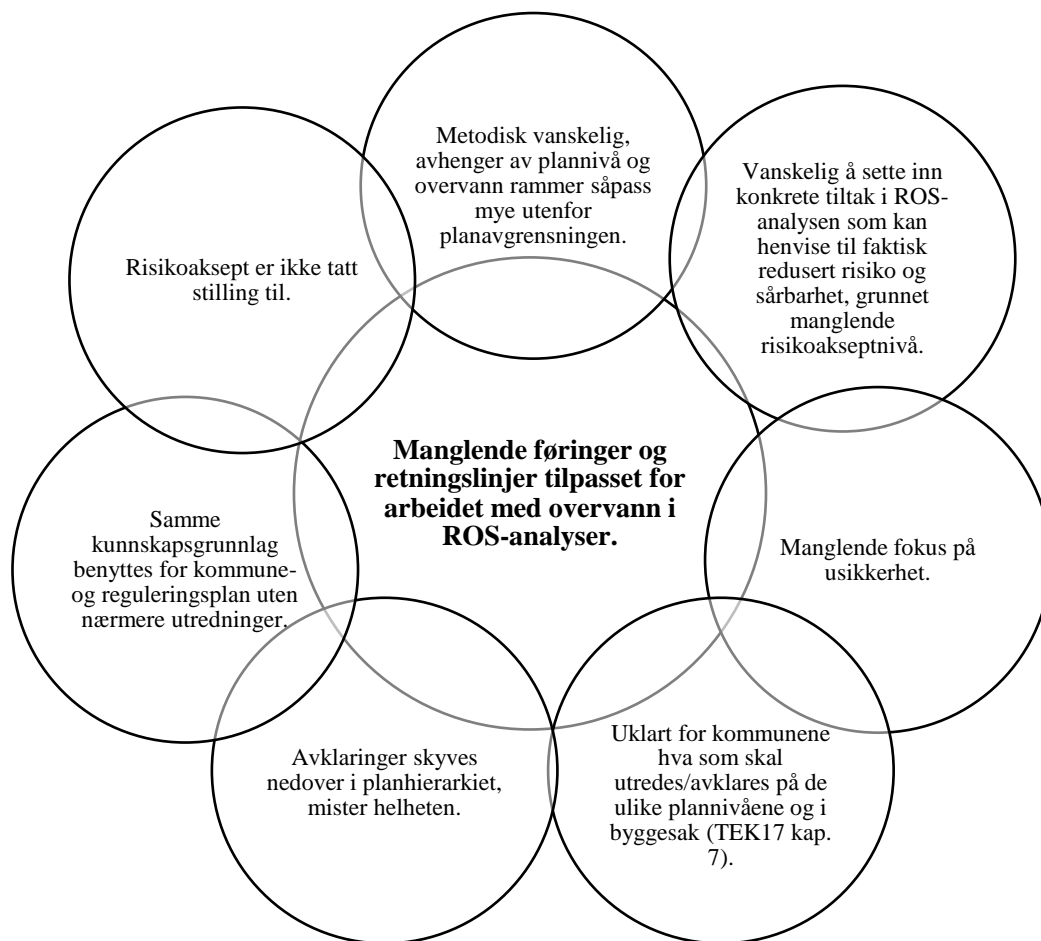 Metodisk vanskelig,
avhenger av plannivå og
overvann rammer såpass
mye utenfor
planavgrensningen.
Vanskelig å sette inn
konkrete tiltak i ROS-
analysen som kan
henvise til faktisk
redusert risiko og
sårbarhet, grunnet
manglende
risikoakseptnivå.
Manglende fokus på
usikkerhet.
Uklart for kommunene
hva som skal
utredes/avklares på de
ulike plannivåene og i
byggesak (TEK17 kap.
7).
Avklaringer skyves
nedover i planhierarkiet,
mister helheten.
Samme
kunnskapsgrunnlag
benyttes for kommune-
og reguleringsplan uten
nærmere utredninger.
Risikoaksept er ikke tatt
stilling til.
Manglende føringer og
retningslinjer tilpasset for
arbeidet med overvann i
ROS-analyser.